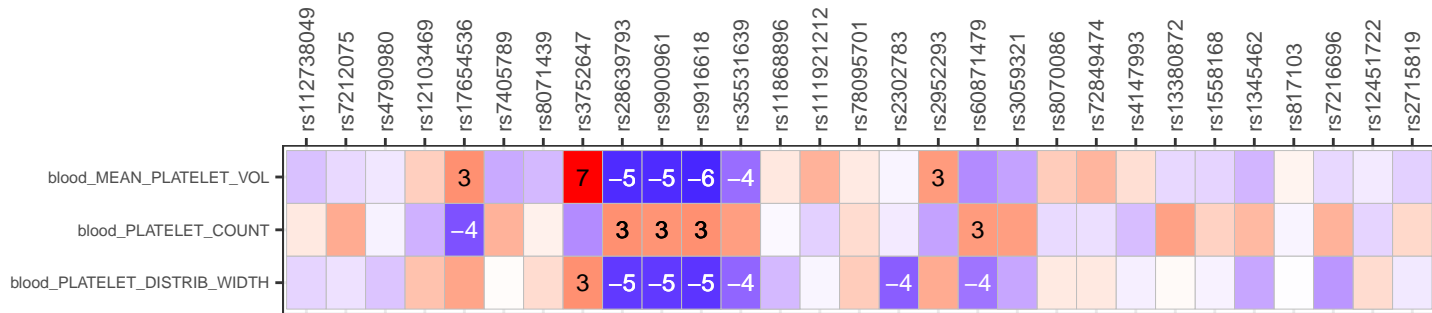 rs112738049
rs7212075
rs4790980
rs12103469
rs17654536
rs7405789
rs8071439
rs3752647
rs28639793
rs9900961
rs9916618
rs35531639
rs11868896
rs111921212
rs78095701
rs2302783
rs2952293
rs60871479
rs3059321
rs8070086
rs72849474
rs4147993
rs13380872
rs1558168
rs1345462
rs817103
rs7216696
rs12451722
rs2715819
blood_MEAN_PLATELET_VOL 3 7 −5 −5 −6 −4 3
blood_PLATELET_COUNT −4 3 3 3 3
blood_PLATELET_DISTRIB_WIDTH 3 −5 −5 −5 −4 −4 −4